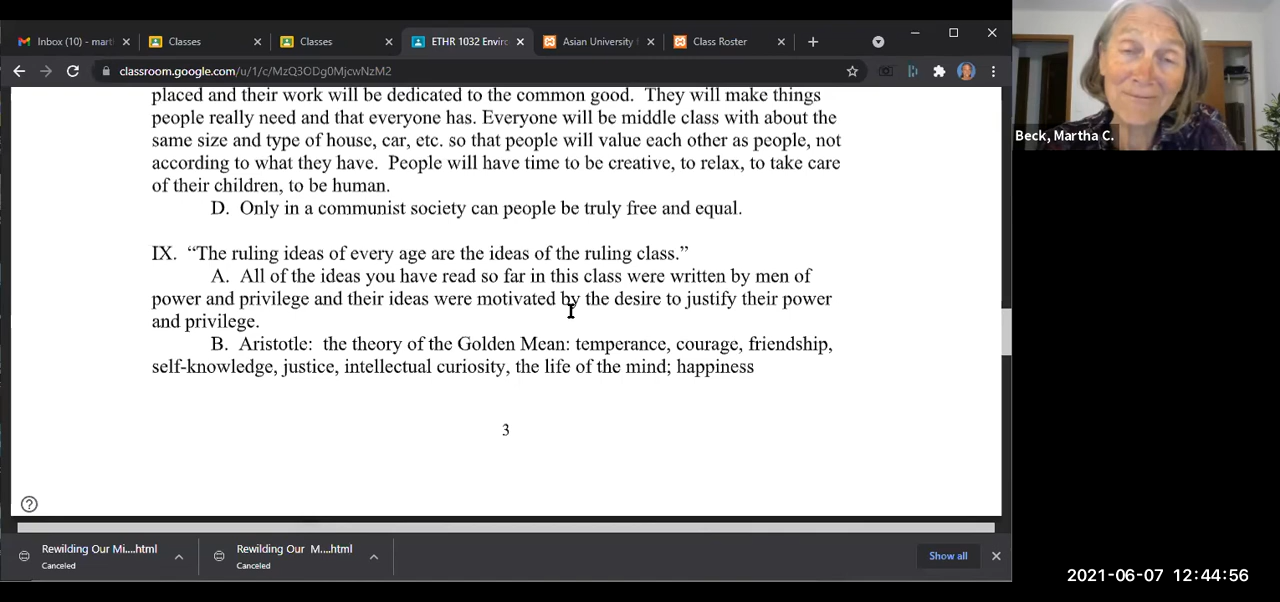 Inbox (10) - mart
Classes
Classes
ETHR 1032 Enviro
Asian University f
Class Roster
classroom.google.com/u/1/c/MzQ3ODg0MjcwNzM2
placed and their work will be dedicated to the common good.  They will make things
people really need and that everyone has. Everyone will be middle class with about the
same size and type of house, car, etc. so that people will value each other as people, not
according to what they have.  People will have time to be creative, to relax, to take care
of their children, to be human.
D.  Only in a communist society can people be truly free and equal.
IX.  “The ruling ideas of every age are the ideas of the ruling class.”
A.  All of the ideas you have read so far in this class were written by men of
power and privilege and their ideas were motivated by the desire to justify their power
and privilege.
B.  Aristotle:  the theory of the Golden Mean: temperance, courage, friendship,
self-knowledge, justice, intellectual curiosity, the life of the mind; happiness
3
Rewilding Our Mi....html
Canceled
Rewilding Our  M....html
Canceled
Show all
Beck, Martha C.
2021-06-07 12:44:56